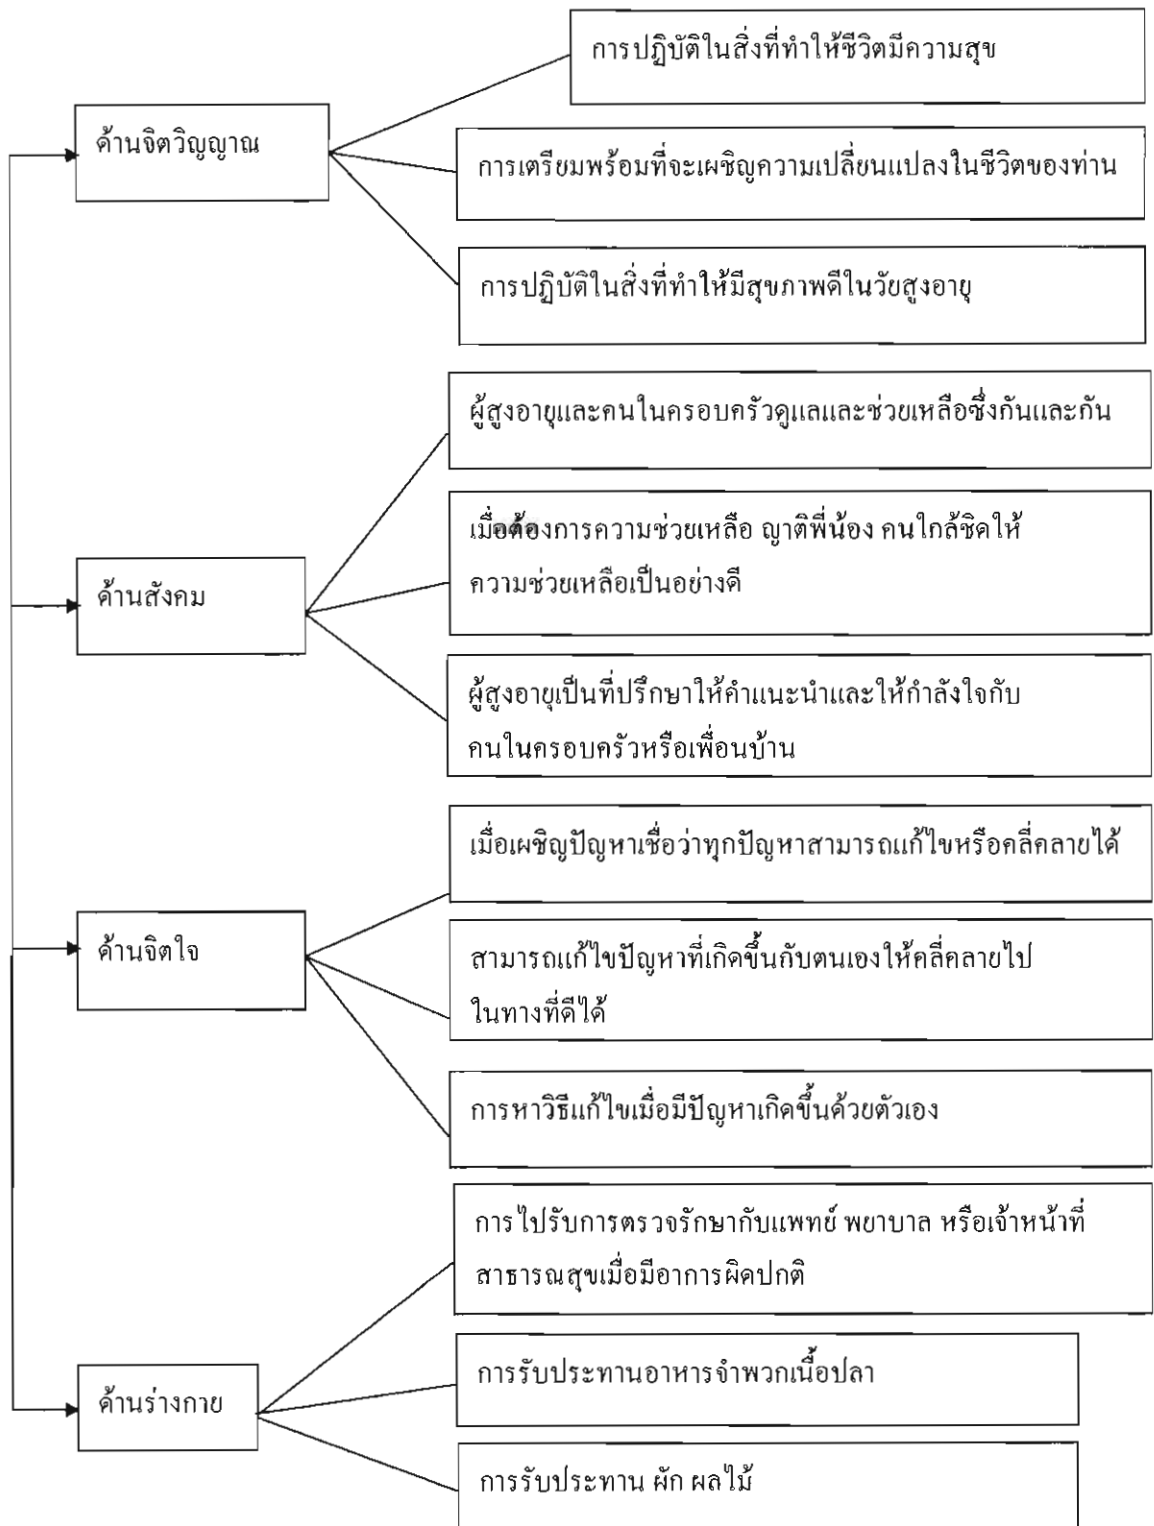 การปฏิบัติในสิ่งที่ทำให้ชีวิตมีความสุข
ด้านจิตวิญญาณ
การเตรียมพร้อมที่จะเผชิญความเปลี่ยนแปลงในชีวิตของท่าน
การปฏิบัติในสิ่งที่ทำให้มีสุขภาพดีในวัยสูงอายุ
ผู้สูงอายุและคนในครอบครัวดูแลและช่วยเหลือซึ่งกันและกัน
เมื่อต้องการความช่วยเหลือ ญาติพี่น้อง คนใกล้ชิดให้
ความช่วยเหลือเป็นอย่างดี
ด้านสังคม
ผู้สูงอายุเป็นที่ปรึกษาให้คำแนะนำและให้กำลังใจกับ
คนในครอบครัวหรือเพื่อนบ้าน
เมื่อเผชิญปัญหาเชื่อว่าทุกปัญหาสามารถแก้ไขหรือคลี่คลายได้
ด้านจิตใจ
สามารถแก้ไขปัญหาที่เกิดขึ้นกับตนเองให้คลี่คลายไป
ในทางที่ดีได้
การหาวิธีแก้ไขเมื่อมีปัญหาเกิดขึ้นด้วยตัวเอง
การไปรับการตรวจรักษากับแพทย์ พยาบาล หรือเจ้าหน้าที่
สาธารณสุขเมื่อมีอาการผิดปกติ
ด้านร่างกาย
การรับประทานอาหารจำพวกเนื้อปลา
การรับประทาน ผัก ผลไม้